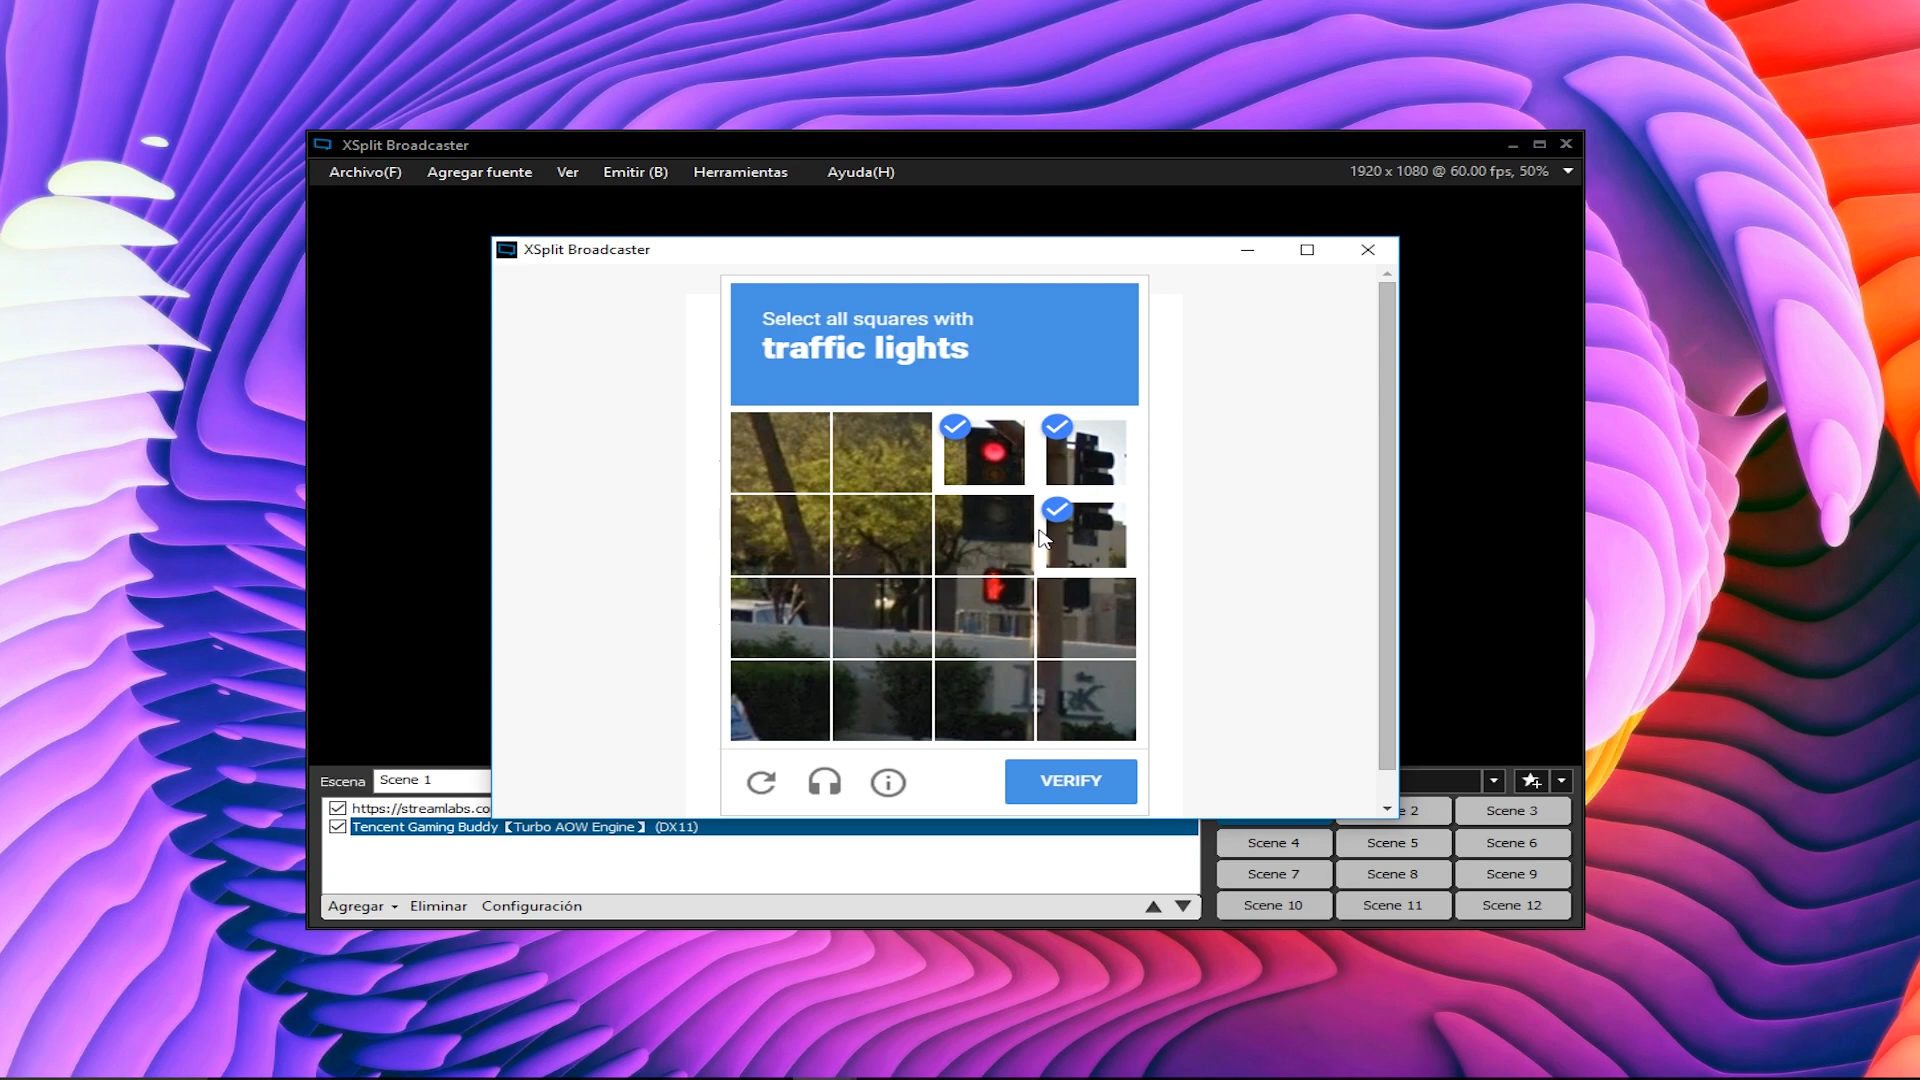 XSplit Broadcaster
Archivo(F) Agregar fuente Ver Emitir (B) Herramientas Ayuda(H) 1920 x 1080 @ 60.00 fps, 50%
XSplit Broadcaster
Select all squares with
traffic lights
VERIFY
Escena Scene 1
https://streamlabs.co
Tencent Gaming Buddy【Turbo AOW Engine】 (DX11)
Agregar Eliminar Configuración
e 2 Scene 3
Scene 4 Scene 5 Scene 6
Scene 7 Scene 8 Scene 9
Scene 10 Scene 11 Scene 12